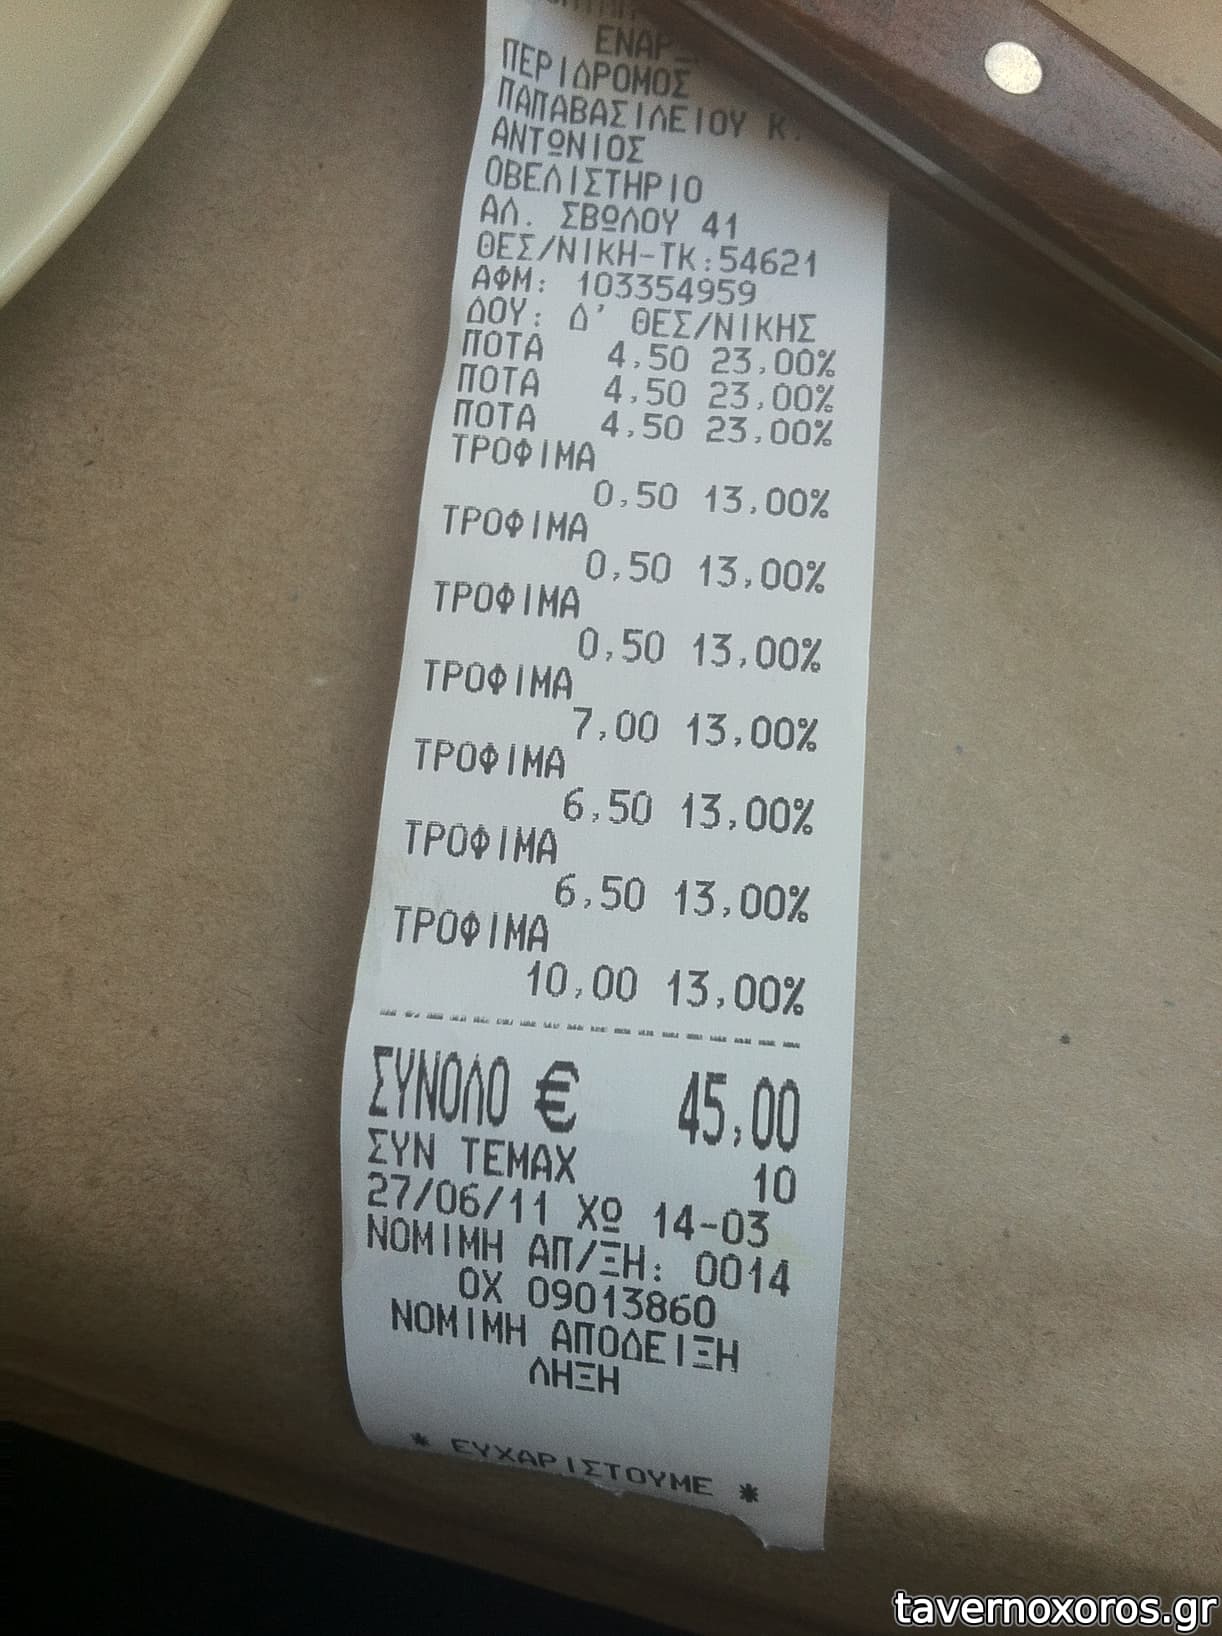 ΠΕΡΙΔΡΟΜΟΣ
ΠΑΠΑΒΑΣΙΛΕΙΟΥ Κ.
ΑΝΤΩΝΙΟΣ
ΟΒΕΛΙΣΤΗΡΙΟ
ΑΛ. ΣΒΩΛΟΥ 41
ΘΕΣ/ΝΙΚΗ-ΤΚ:54621
ΑΦΜ: 103354959
ΔΟΥ: Δ' ΘΕΣ/ΝΙΚΗΣ
ΠΟΤΑ 4,50 23,00%
ΠΟΤΑ 4,50 23,00%
ΠΟΤΑ 4,50 23,00%
ΤΡΟΦΙΜΑ
0,50 13,00%
ΤΡΟΦΙΜΑ
0,50 13,00%
ΤΡΟΦΙΜΑ
0,50 13,00%
ΤΡΟΦΙΜΑ
7,00 13,00%
ΤΡΟΦΙΜΑ
6,50 13,00%
ΤΡΟΦΙΜΑ
6,50 13,00%
ΤΡΟΦΙΜΑ
10,00 13,00%
ΣΥΝΟΛΟ € 45,00
ΣΥΝ ΤΕΜΑΧ 10
27/06/11 ΧΩ 14-03
ΝΟΜΙΜΗ ΑΠ/ΞΗ: 0014
ΟΧ 09013860
ΝΟΜΙΜΗ ΑΠΟΔΕΙΞΗ
ΛΗΞΗ
* ΕΥΧΑΡΙΣΤΟΥΜΕ *
tavernoxoros.gr